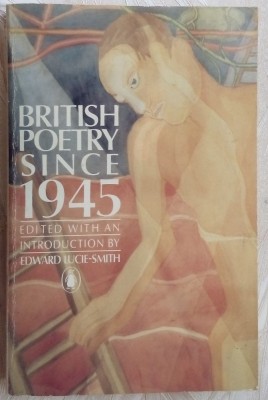 BRITISH
POETRY
SINCE
1945
EDITED WITH AN
INTRODUCTION BY
EDWARD LUCIE-SMITH